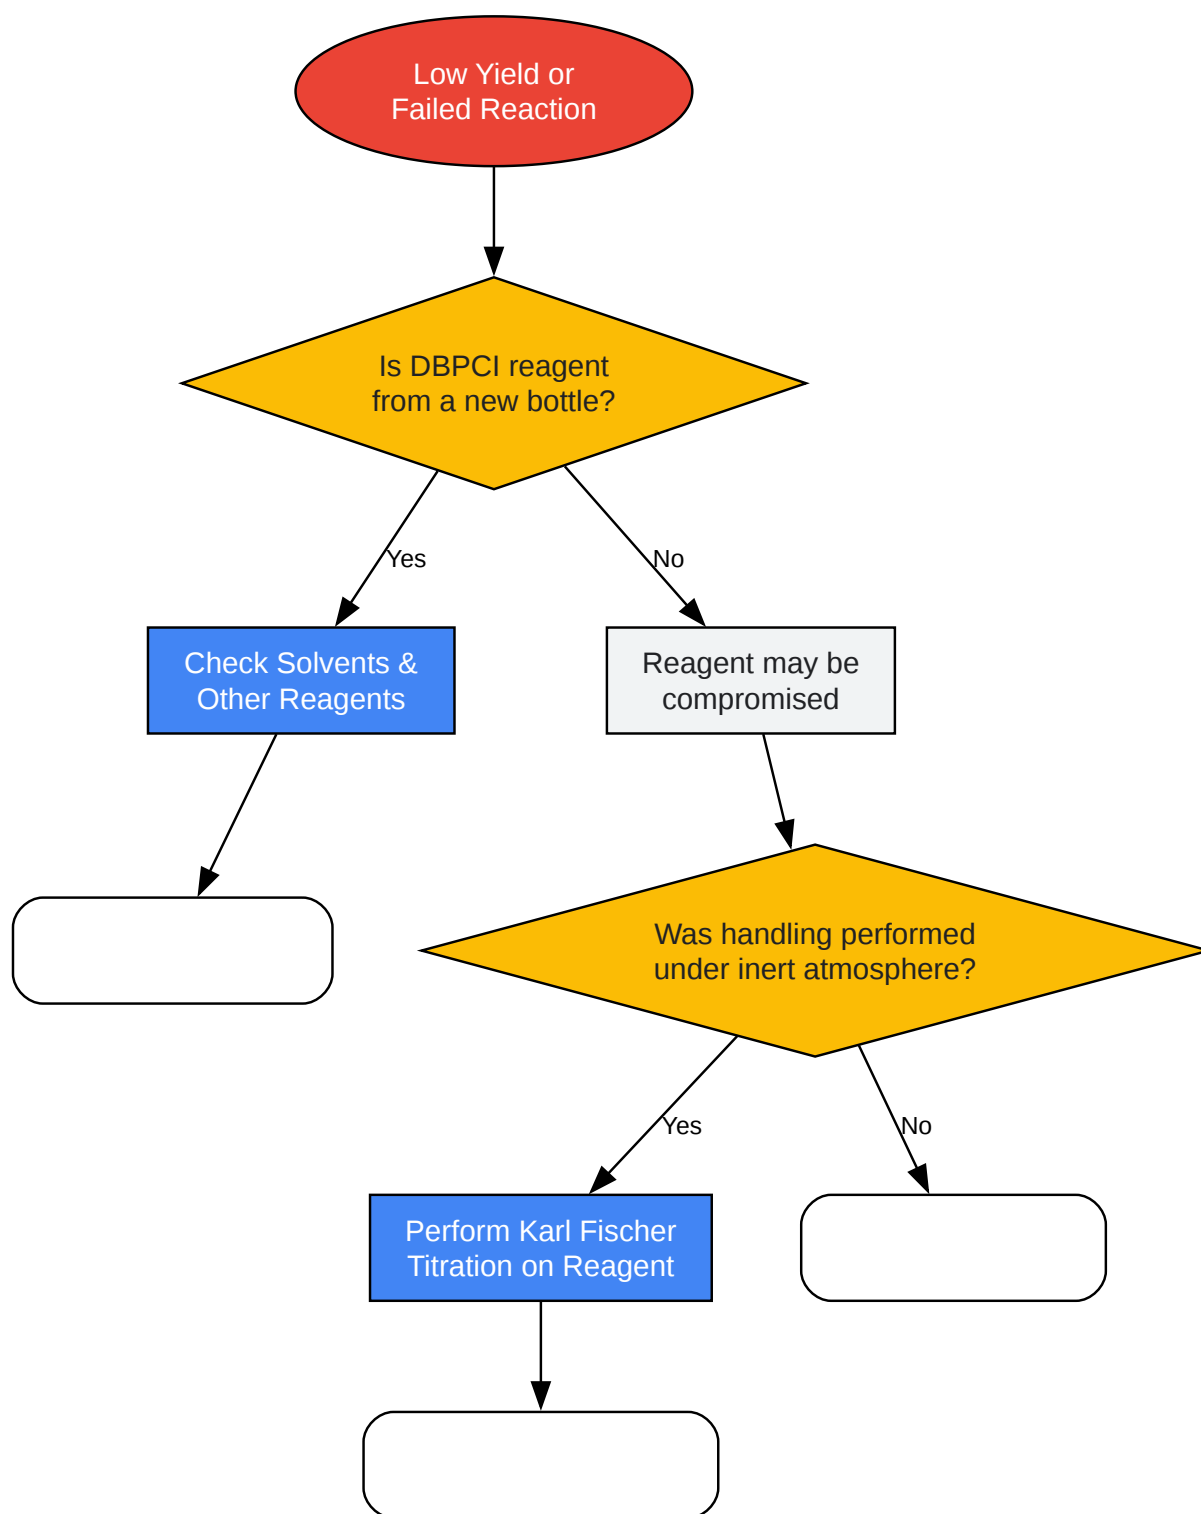 Low Yield or
Failed Reaction
Is DBPCI reagent
from a new bottle?
Yes
No
Check Solvents &
Other Reagents
Reagent may be
compromised
Was handling performed
under inert atmosphere?
Yes
No
Perform Karl Fischer
Titration on Reagent